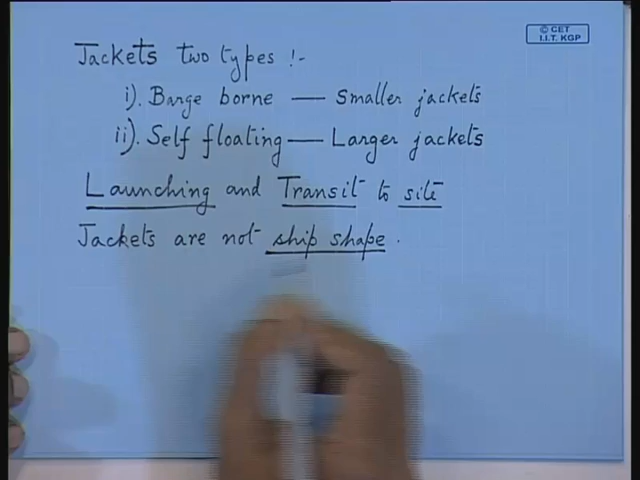 © CET
I.I.T. KGP
Jackets two types :-
i). Barge borne — Smaller jackets
ii). Self floating — Larger jackets
Launching and Transit to site
Jackets are not ship shape.